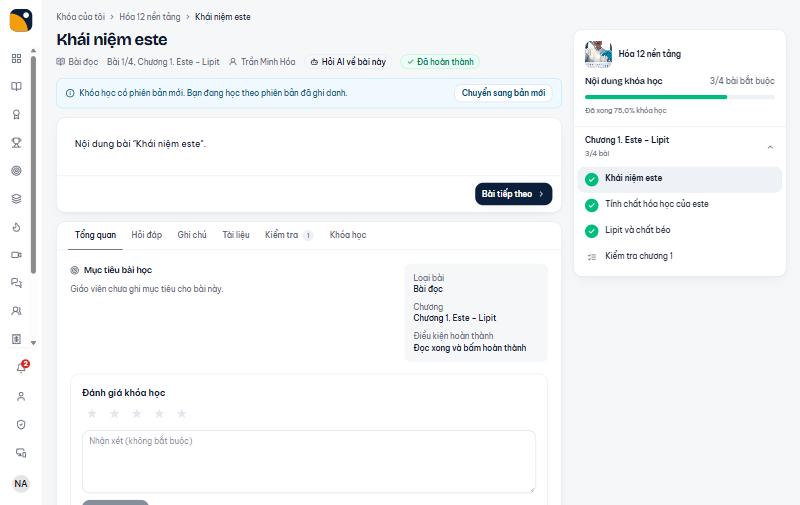 Khóa của tôi > Hóa 12 nền tảng > Khái niệm este
Khái niệm este
Bài đọc Bài 1/4, Chương 1. Este – Lipit Trần Minh Hóa Hỏi AI về bài này Đã hoàn thành
Khóa học có phiên bản mới. Bạn đang học theo phiên bản đã ghi danh. Chuyển sang bản mới
Nội dung bài "Khái niệm este".
Bài tiếp theo >
Tổng quan Hỏi đáp Ghi chú Tài liệu Kiểm tra 1 Khóa học
Mục tiêu bài học
Giáo viên chưa ghi mục tiêu cho bài này.
Loại bài
Bài đọc
Chương
Chương 1. Este – Lipit
Điều kiện hoàn thành
Đọc xong và bấm hoàn thành
Đánh giá khóa học
Nhận xét (không bắt buộc)
Hóa 12 nền tảng
Nội dung khóa học 3/4 bài bắt buộc
Đã xong 75,0% khóa học
Chương 1. Este – Lipit
3/4 bài
Khái niệm este
Tính chất hóa học của este
Lipit và chất béo
Kiểm tra chương 1
2
NA